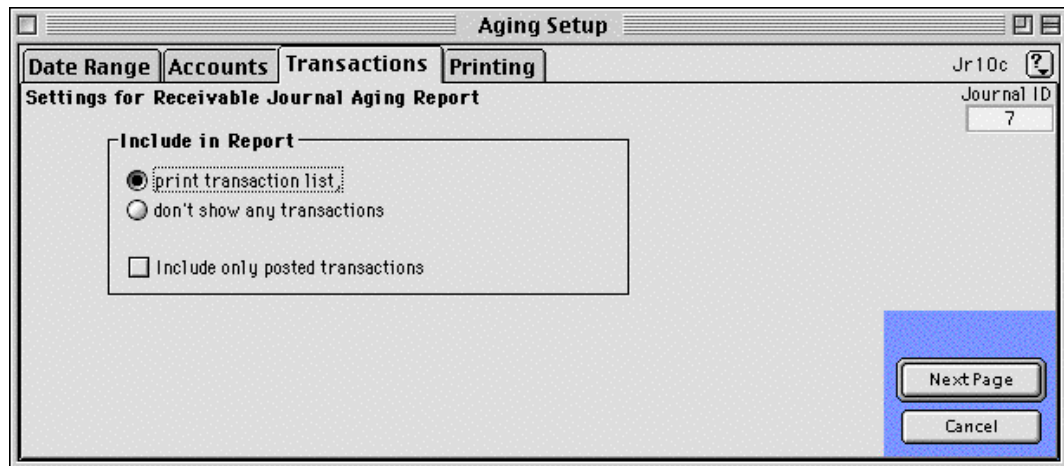 Aging Setup
Date Range Accounts Transactions Printing Jr10c ?
Settings for Receivable Journal Aging Report Journal ID
7
Include in Report
print transaction list,
don't show any transactions
Include only posted transactions
Next Page
Cancel